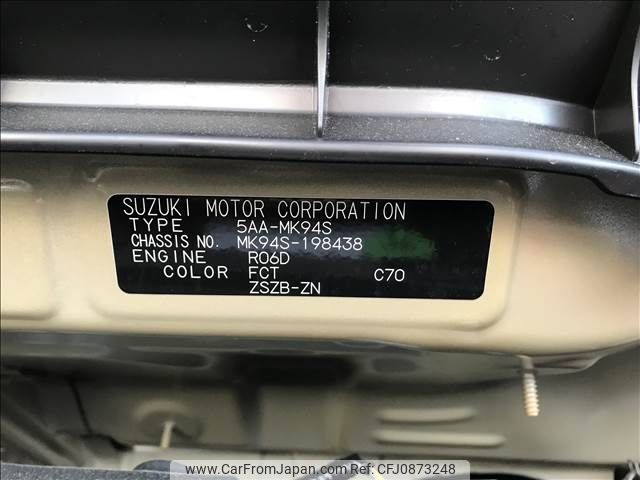 SUZUKI MOTOR CORPORATION
TYPE 5AA-MK94S
CHASSIS NO. MK94S-198438
ENGINE R06D
COLOR FCT C70
ZSZB-ZN
www.CarFromJapan.com - Ref.No: CFJ0873248